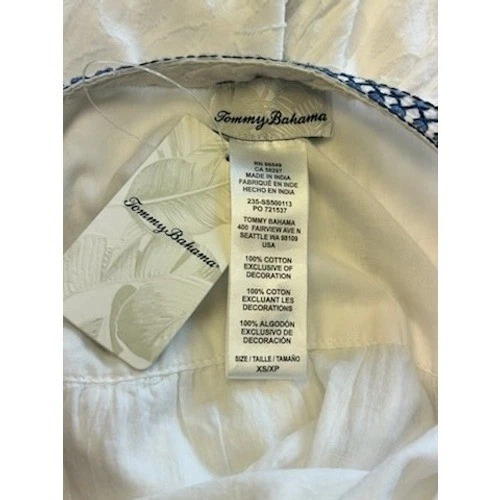 Tommy Bahama
Tommy Bahama
RN 86549
CA 58297
MADE IN INDIA
FABRIQUÉ EN INDE
HECHO EN INDIA
235-SS500113
PO 721537
TOMMY BAHAMA
400 FAIRVIEW AVE N
SEATTLE WA 98109
USA
100% COTTON
EXCLUSIVE OF
DECORATION
100% COTON
EXCLUANT LES
DECORATIONS
100% ALGODÓN
EXCLUSIVO DE
DECORACIÓN
SIZE / TAILLE / TAMAÑO
XS/XP